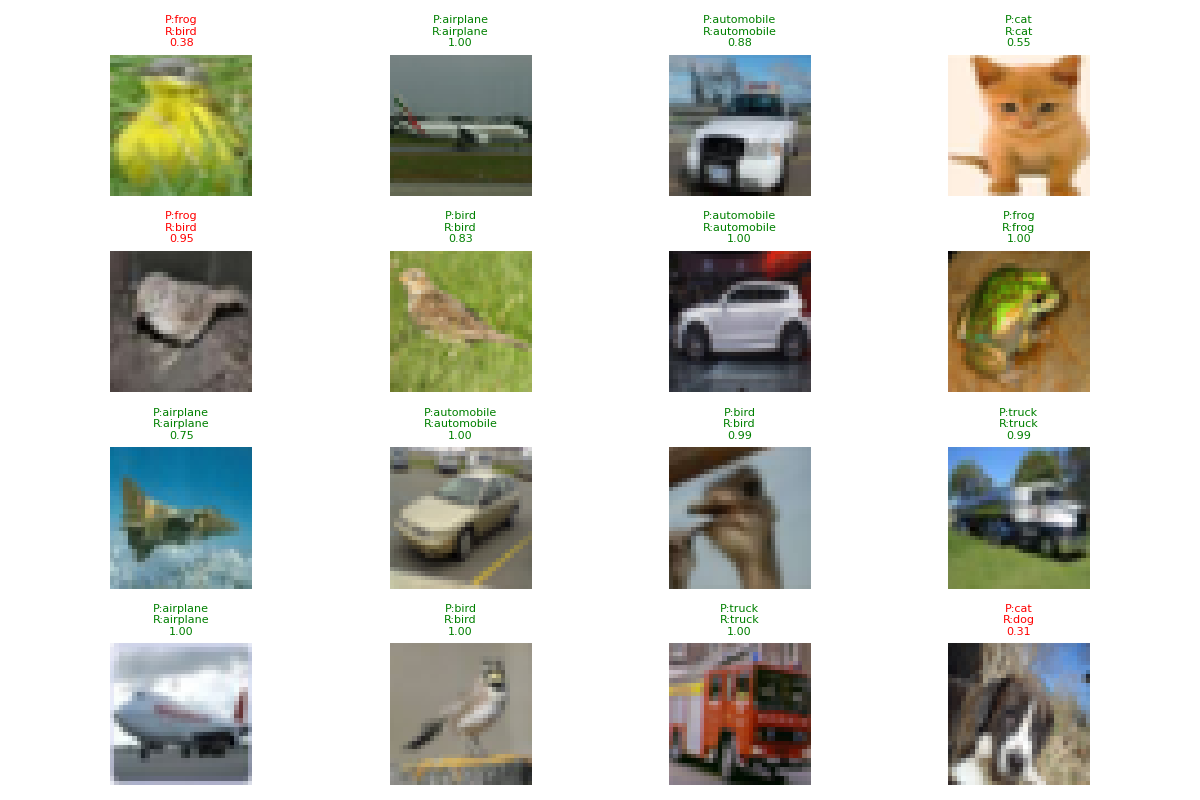 P:frog
R:bird
0.38
P:airplane
R:airplane
1.00
P:automobile
R:automobile
0.88
P:cat
R:cat
0.55
P:frog
R:bird
0.95
P:bird
R:bird
0.83
P:automobile
R:automobile
1.00
P:frog
R:frog
1.00
P:airplane
R:airplane
0.75
P:automobile
R:automobile
1.00
P:bird
R:bird
0.99
P:truck
R:truck
0.99
P:airplane
R:airplane
1.00
P:bird
R:bird
1.00
P:truck
R:truck
1.00
P:cat
R:dog
0.31